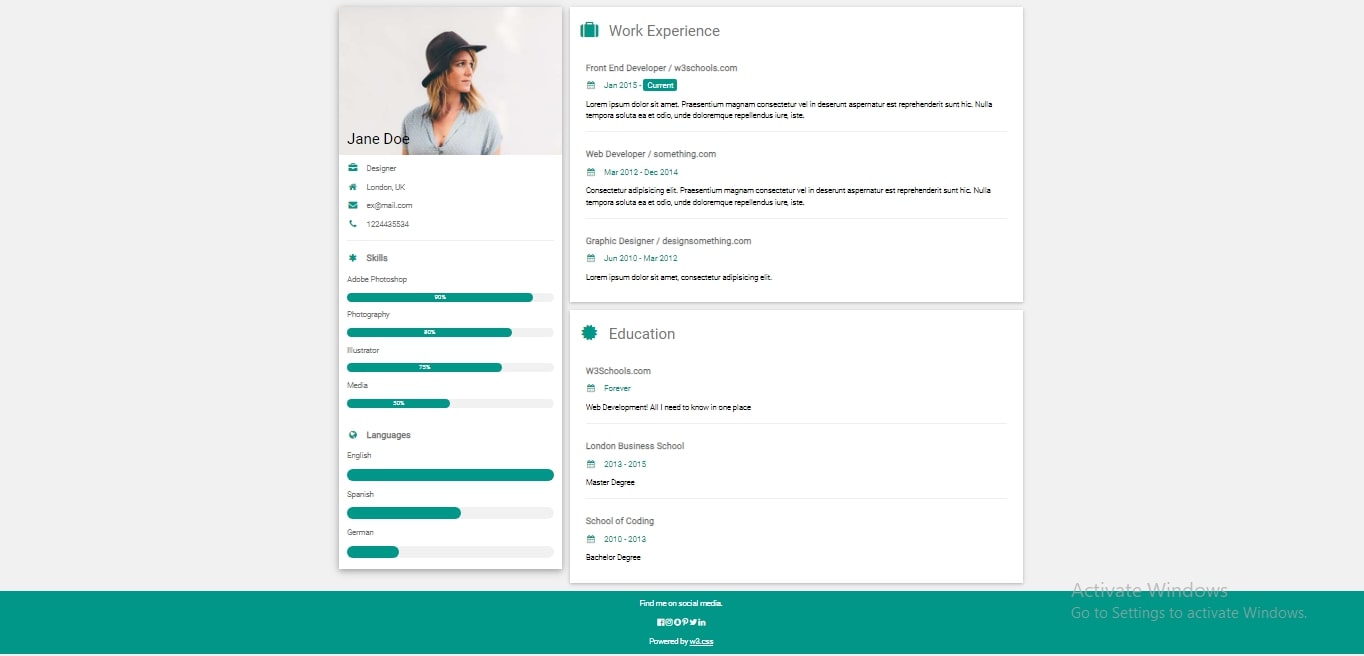 Jane Doe
Designer
London, UK
ex@mail.com
1224435534
Skills
Adobe Photoshop
90%
Photography
80%
Illustrator
75%
Media
50%
Languages
English
Spanish
German
Work Experience
Front End Developer / w3schools.com
Jan 2015 - Current
Lorem ipsum dolor sit amet. Praesentium magnam consectetur vel in deserunt aspernatur est reprehenderit sunt hic. Nulla
tempora soluta ea et odio, unde doloremque repellendus iure, iste.
Web Developer / something.com
Mar 2012 - Dec 2014
Consectetur adipisicing elit. Praesentium magnam consectetur vel in deserunt aspernatur est reprehenderit sunt hic. Nulla
tempora soluta ea et odio, unde doloremque repellendus iure, iste.
Graphic Designer / designsomething.com
Jun 2010 - Mar 2012
Lorem ipsum dolor sit amet, consectetur adipisicing elit.
Education
W3Schools.com
Forever
Web Development! All I need to know in one place
London Business School
2013 - 2015
Master Degree
School of Coding
2010 - 2013
Bachelor Degree
Find me on social media.
Powered by w3.css
Activate Windows
Go to Settings to activate Windows.